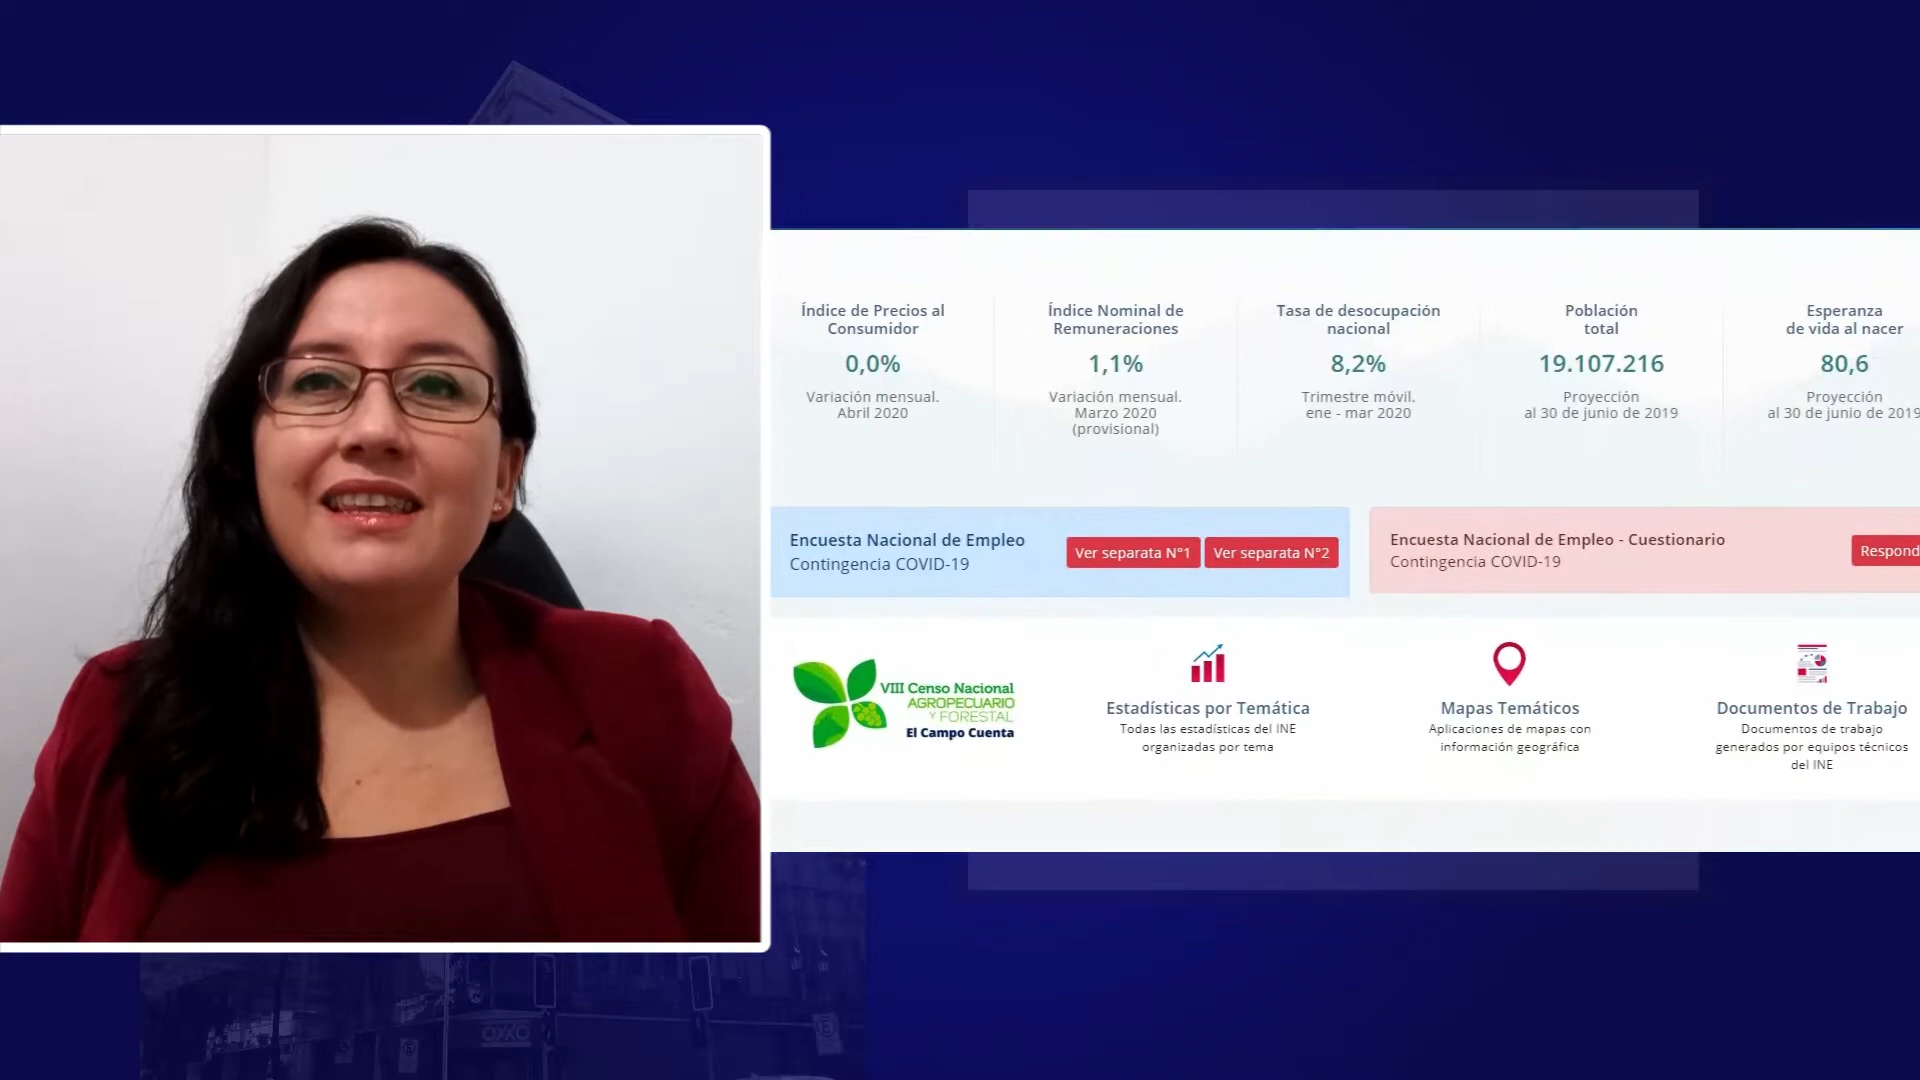 Índice de Precios al
Consumidor
0,0%
Variación mensual.
Abril 2020
Índice Nominal de
Remuneraciones
1,1%
Variación mensual.
Marzo 2020
(provisional)
Tasa de desocupación
nacional
8,2%
Trimestre móvil.
ene - mar 2020
Población
total
19.107.216
Proyección
al 30 de junio de 2019
Esperanza
de vida al nacer
80,6
Proyección
al 30 de junio de 2019
Encuesta Nacional de Empleo
Contingencia COVID-19
Ver separata N°1
Ver separata N°2
Encuesta Nacional de Empleo - Cuestionario
Contingencia COVID-19
Respond
VIII Censo Nacional
AGROPECUARIO
Y FORESTAL
El Campo Cuenta
Estadísticas por Temática
Todas las estadísticas del INE
organizadas por tema
Mapas Temáticos
Aplicaciones de mapas con
información geográfica
Documentos de Trabajo
Documentos de trabajo
generados por equipos técnicos
del INE
OXXO